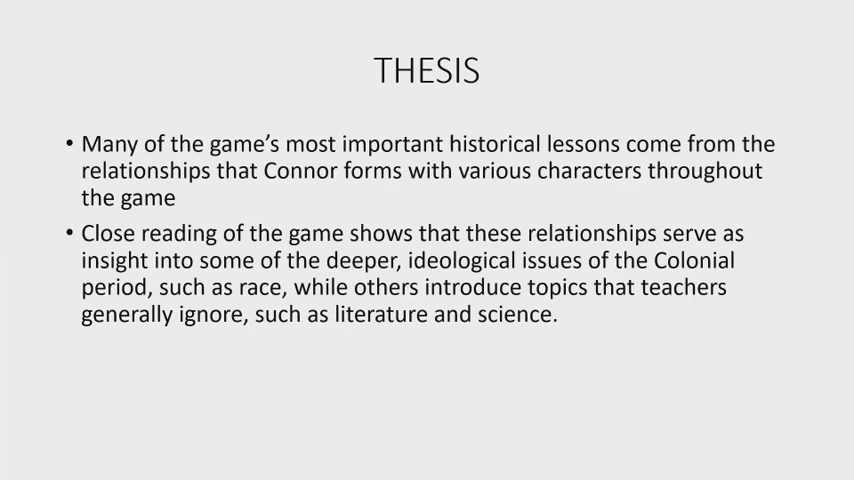 THESIS
• Many of the game’s most important historical lessons come from the
relationships that Connor forms with various characters throughout
the game
• Close reading of the game shows that these relationships serve as
insight into some of the deeper, ideological issues of the Colonial
period, such as race, while others introduce topics that teachers
generally ignore, such as literature and science.